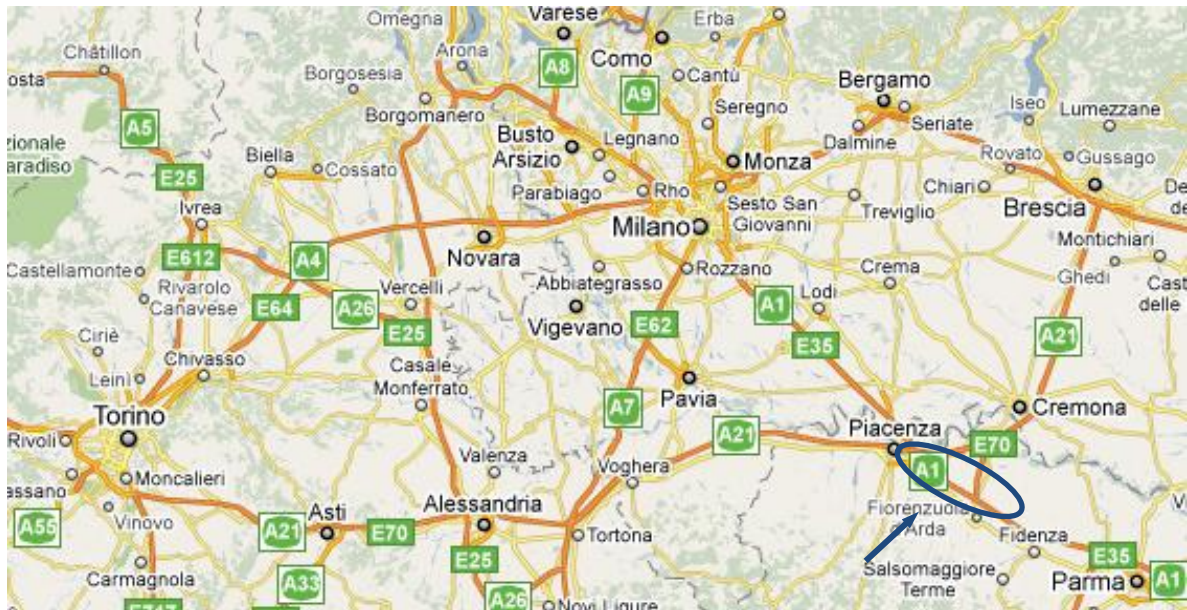 Omegna
Varese
Erba
Châtillon
Arona
A8
Como
Cantù
Bergamo
osta
Borgosesia
A9
Iseo
Lumezzane
Borgomanero
Seregno
Seriate
A5
Busto
Arsizio
Legnano
Dalmine
zionale
aradiso
Biella
Cossato
Monza
Rovato
Gussago
E25
Parabiago
Rho
Sesto San
Giovanni
Chiari
Brescia
De
de
Ivrea
Treviglio
Milano
Novara
Montichiari
E612
A4
Castellamonte
Rozzano
Crema
Ghedi
Cast
delle
Rivarolo
Canavese
Vercelli
Abbiategrasso
E64
A26
A1
Lodi
Vigevano
E25
E62
E35
A21
Ciriè
Chivasso
Casale
Monferrato
Leinì
Pavia
A7
Cremona
Torino
Piacenza
A21
E70
Rivoli
Valenza
Voghera
A1
Moncalieri
assano
Alessandria
Fiorenzuola
d'Arda
Vinovo
Asti
A55
A21
E70
Tortona
Fidenza
E25
E35
Carmagnola
A33
Salsomaggiore
Terme
Parma
A1
A26
Novi Ligure
E717